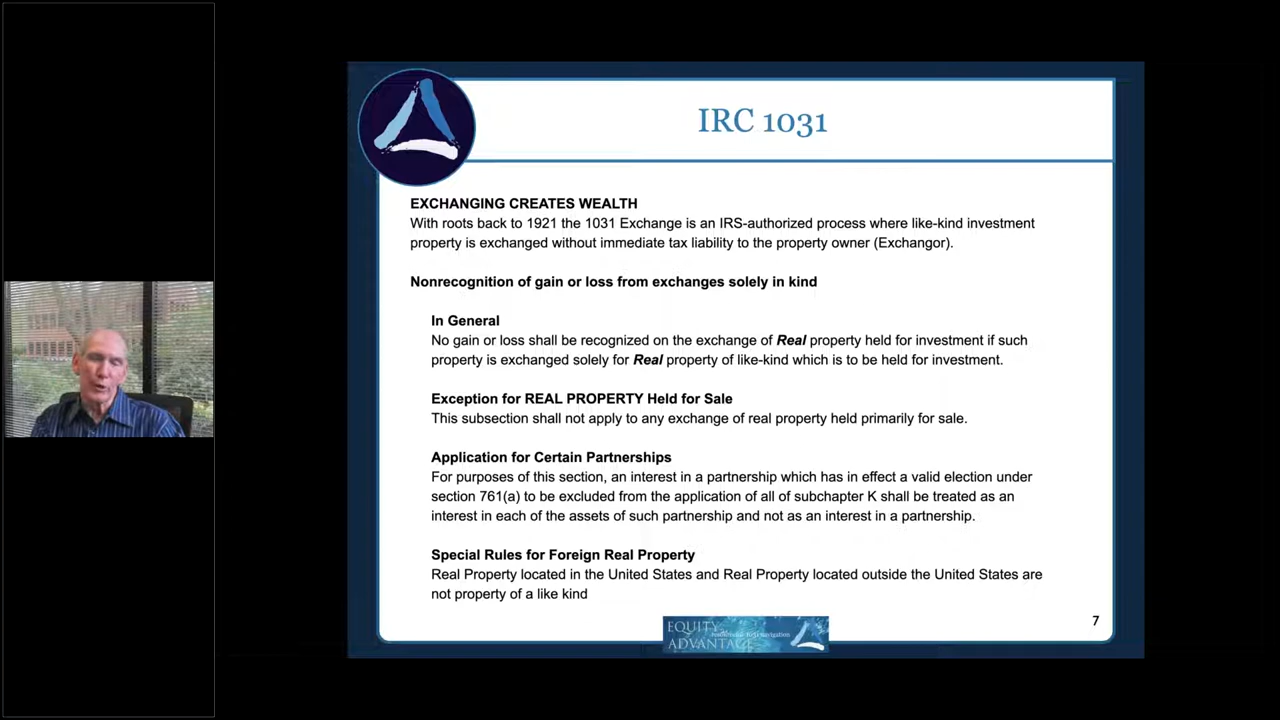 IRC 1031
EXCHANGING CREATES WEALTH
With roots back to 1921 the 1031 Exchange is an IRS-authorized process where like-kind investment
property is exchanged without immediate tax liability to the property owner (Exchangor).
Nonrecognition of gain or loss from exchanges solely in kind
In General
No gain or loss shall be recognized on the exchange of Real property held for investment if such
property is exchanged solely for Real property of like-kind which is to be held for investment.
Exception for REAL PROPERTY Held for Sale
This subsection shall not apply to any exchange of real property held primarily for sale.
Application for Certain Partnerships
For purposes of this section, an interest in a partnership which has in effect a valid election under
section 761(a) to be excluded from the application of all of subchapter K shall be treated as an
interest in each of the assets of such partnership and not as an interest in a partnership.
Special Rules for Foreign Real Property
Real Property located in the United States and Real Property located outside the United States are
not property of a like kind
7
EQUITY
ADVANTAGE